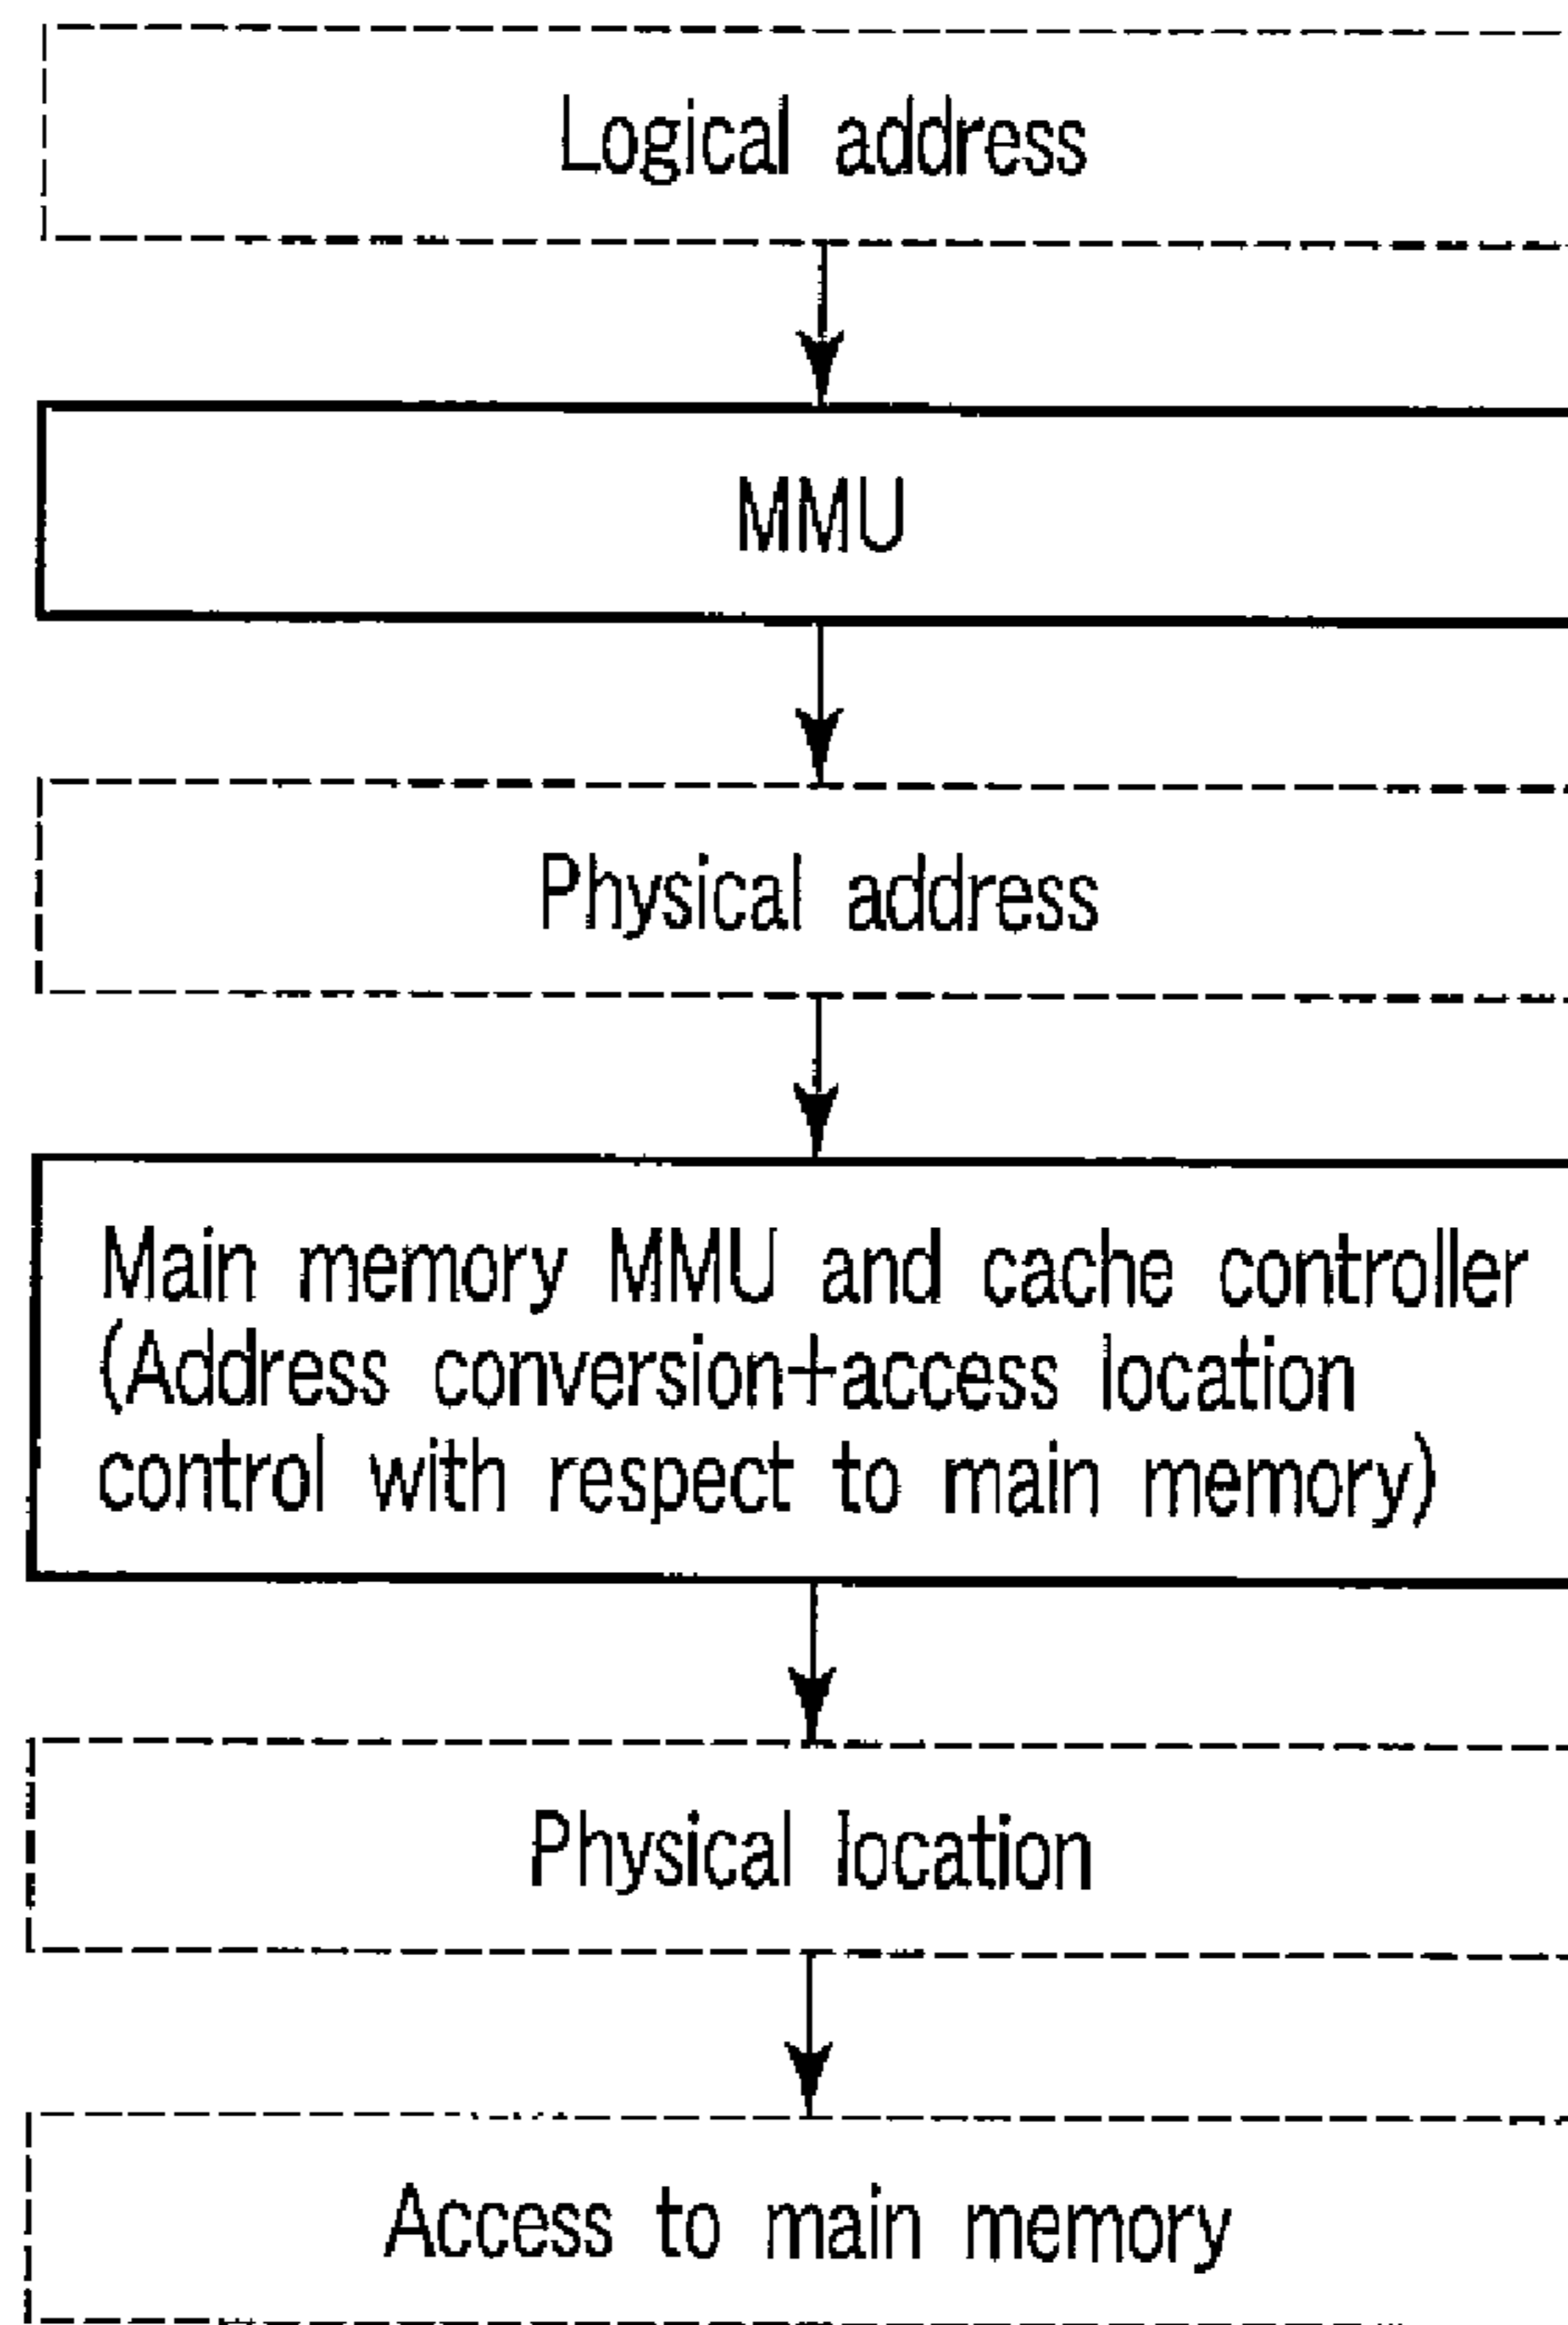 Logical address
MMU
Physical address
Main memory MMU and cache controller
(Address conversion+access location
control with respect to main memory)
Physical location
Access to main memory